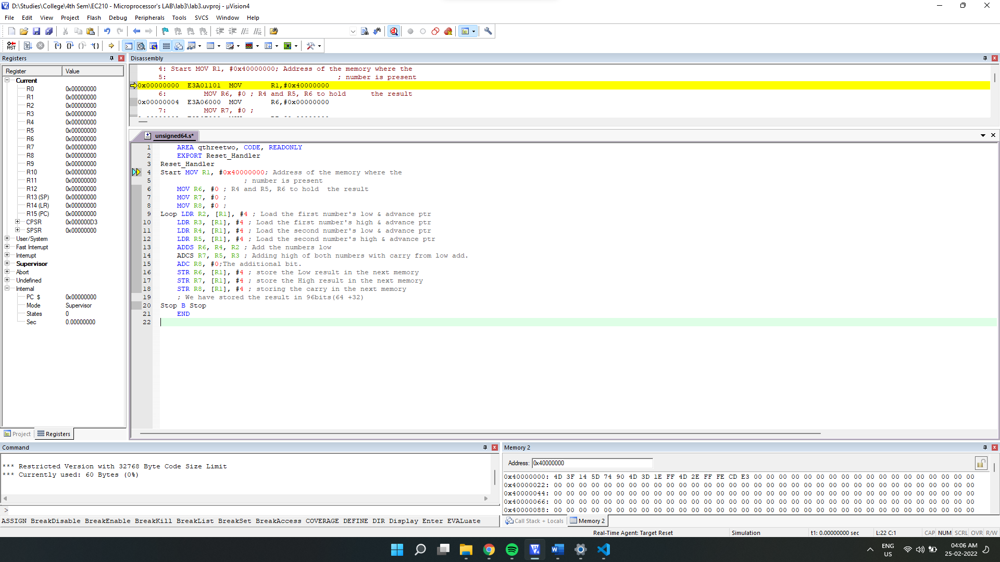 D:\Studies\College\4th Sem\EC210 - Microprocessor's LAB\lab3\lab3.uvproj - µVision4
File Edit View Project Flash Debug Peripherals Tools SVCS Window Help
Registers
Register Value
Current
R0 0x00000000
R1 0x00000000
R2 0x00000000
R3 0x00000000
R4 0x00000000
R5 0x00000000
R6 0x00000000
R7 0x00000000
R8 0x00000000
R9 0x00000000
R10 0x00000000
R11 0x00000000
R12 0x00000000
R13 (SP) 0x00000000
R14 (LR) 0x00000000
R15 (PC) 0x00000000
CPSR 0x000000D3
SPSR 0x00000000
User/System
Fast Interrupt
Interrupt
Supervisor
Abort
Undefined
Internal
PC $ 0x00000000
Mode Supervisor
States 0
Sec 0.00000000
Project Registers
Disassembly
4: Start MOV R1, #0x40000000; Address of the memory where the
5: ; number is present
0x00000000 E3A01101 MOV R1,#0x40000000
6: MOV R6, #0 ; R4 and R5, R6 to hold the result
0x00000004 E3A06000 MOV R6,#0x00000000
7: MOV R7, #0 ;
unsigned64.s*
1 AREA qthreetwo, CODE, READONLY
2 EXPORT Reset_Handler
3 Reset_Handler
4 Start MOV R1, #0x40000000; Address of the memory where the
5 ; number is present
6 MOV R6, #0 ; R4 and R5, R6 to hold the result
7 MOV R7, #0 ;
8 MOV R8, #0 ;
9 Loop LDR R2, [R1], #4 ; Load the first number's low & advance ptr
10 LDR R3, [R1], #4 ; Load the first number's high & advance ptr
11 LDR R4, [R1], #4 ; Load the second number's low & advance ptr
12 LDR R5, [R1], #4 ; Load the second number's high & advance ptr
13 ADDS R6, R4, R2 ; Add the numbers low
14 ADCS R7, R5, R3 ; Adding high of both numbers with carry from low add.
15 ADC R8, #0;The additional bit.
16 STR R6, [R1], #4 ; store the Low result in the next memory
17 STR R7, [R1], #4 ; store the High result in the next memory
18 STR R8, [R1], #4 ; storing the carry in the next memory
19 ; We have stored the result in 96bits(64 +32)
20 Stop B Stop
21 END
22
Command
*** Restricted Version with 32768 Byte Code Size Limit
*** Currently used: 60 Bytes (0%)
>
ASSIGN BreakDisable BreakEnable BreakKill BreakList BreakSet BreakAccess COVERAGE DEFINE DIR Display Enter EVALuate
Memory 2
Address: 0x40000000
0x40000000: 4D 3F 14 5D 74 90 4D 3D 1E FF 4D 2E FF FE CD E3 00 00 00 00 00 00 00 00 00 00 00 00 00 00 00 00 00 00
0x40000022: 00 00 00 00 00 00 00 00 00 00 00 00 00 00 00 00 00 00 00 00 00 00 00 00 00 00 00 00 00 00 00 00 00 00
0x40000044: 00 00 00 00 00 00 00 00 00 00 00 00 00 00 00 00 00 00 00 00 00 00 00 00 00 00 00 00 00 00 00 00 00 00
0x40000066: 00 00 00 00 00 00 00 00 00 00 00 00 00 00 00 00 00 00 00 00 00 00 00 00 00 00 00 00 00 00 00 00 00 00
0x40000088: 00 00 00 00 00 00 00 00 00 00 00 00 00 00 00 00 00 00 00 00 00 00 00 00 00 00 00 00 00 00 00 00 00 00
Call Stack + Locals Memory 2
Real-Time Agent: Target Reset Simulation t1: 0.00000000 sec L:22 C:1 CAP NUM SCRL OVR R/W
ENG
US
04:06 AM
25-02-2022